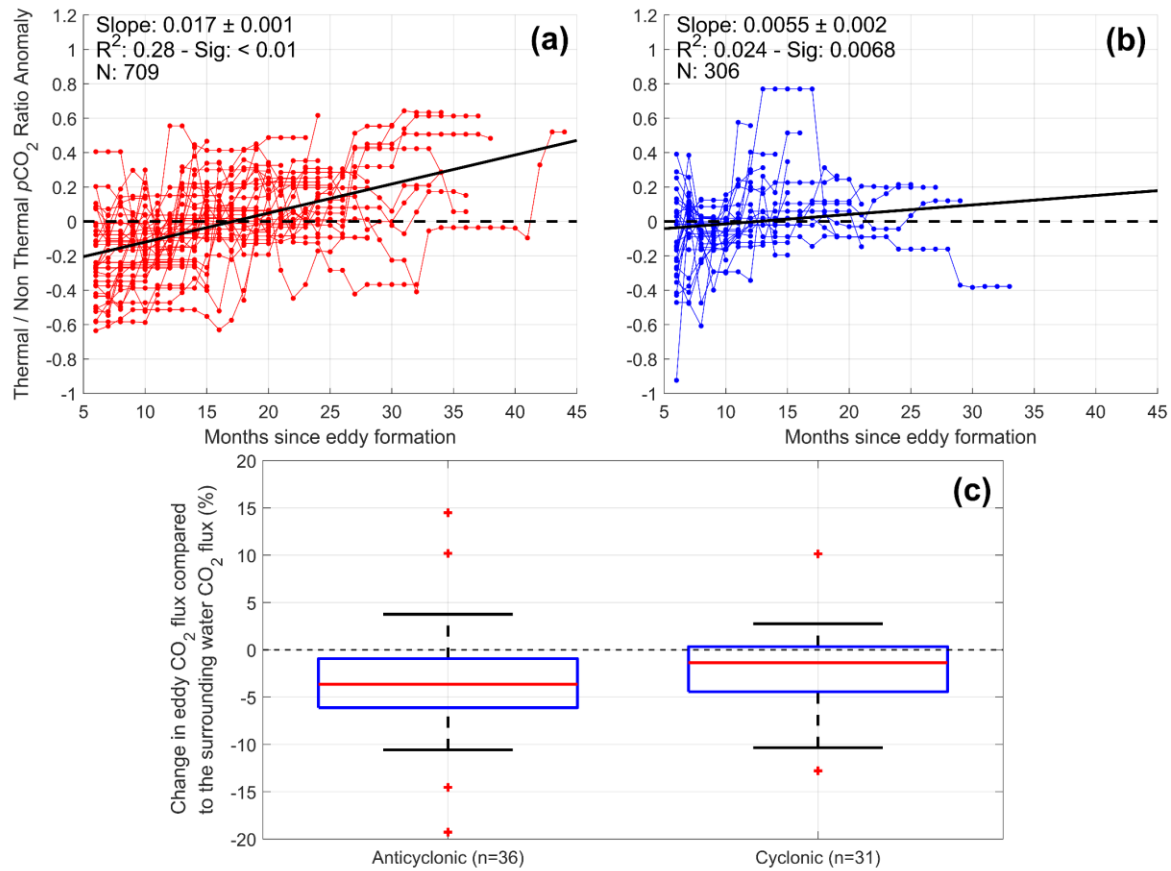 Slope: 0.017 ± 0.001
R²: 0.28 - Sig: < 0.01
N: 709
(a)
Thermal / Non Thermal pCO₂ Ratio Anomaly
1.2
1
0.8
0.6
0.4
0.2
0
-0.2
-0.4
-0.6
-0.8
-1
5 10 15 20 25 30 35 40 45
Months since eddy formation
Slope: 0.0055 ± 0.002
R²: 0.024 - Sig: 0.0068
N: 306
(b)
1.2
1
0.8
0.6
0.4
0.2
0
-0.2
-0.4
-0.6
-0.8
-1
5 10 15 20 25 30 35 40 45
Months since eddy formation
(c)
Change in eddy CO₂ flux compared
to the surrounding water CO₂ flux (%)
20
15
10
5
0
-5
-10
-15
-20
Anticyclonic (n=36) Cyclonic (n=31)